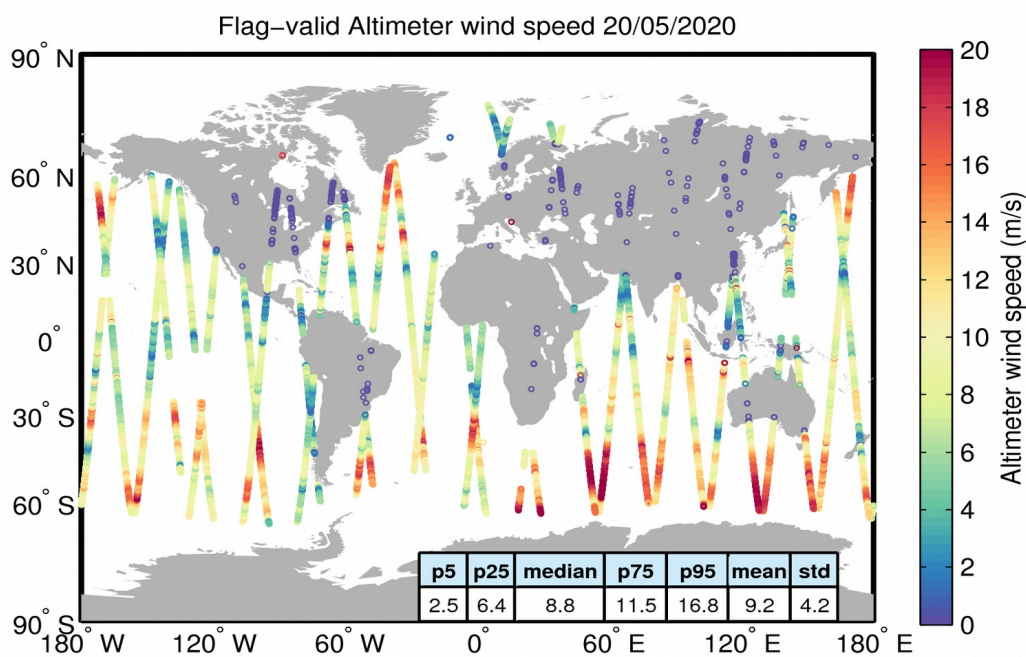 Flag−valid Altimeter wind speed 20/05/2020
90° N
60° N
30° N
0°
30° S
60° S
90° S
180° W
120° W
60° W
0°
60° E
120° E
180° E
20
18
16
14
12
10
8
6
4
2
0
Altimeter wind speed (m/s)
p5 p25 median p75 p95 mean std
2.5 6.4 8.8 11.5 16.8 9.2 4.2